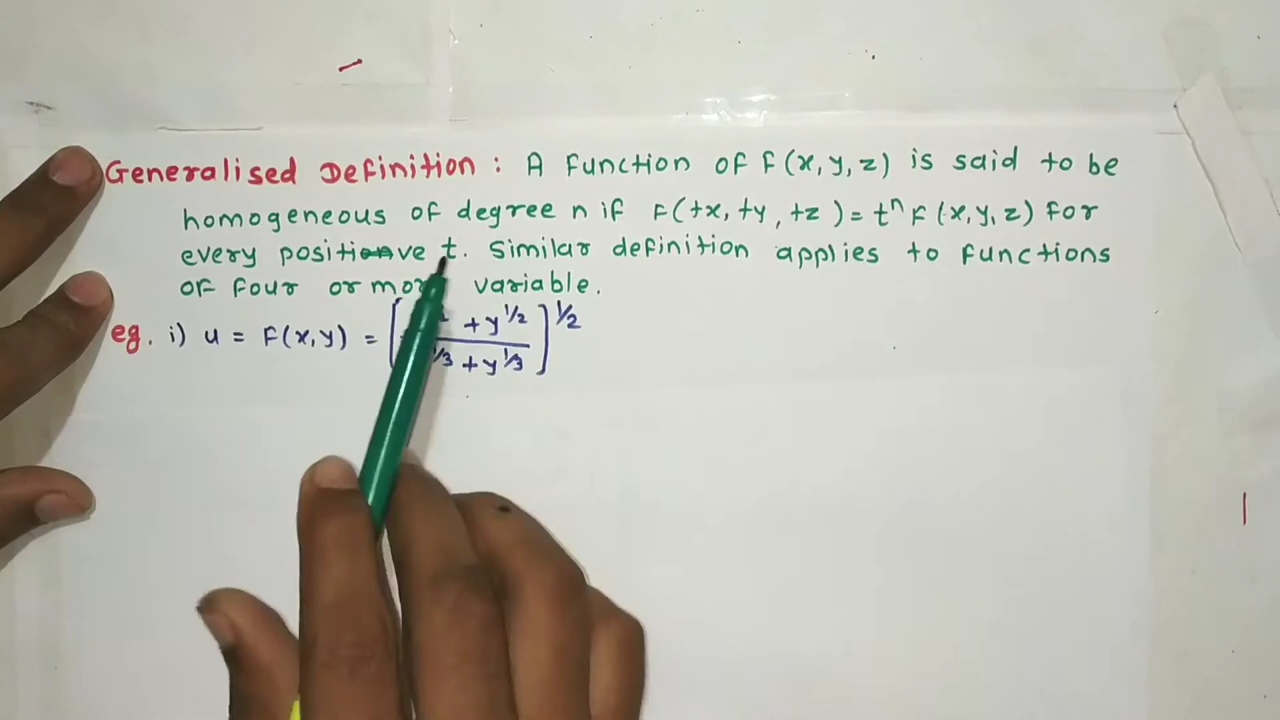 Generalised Definition : A function of F(x,y,z) is said to be
homogeneous of degree n if F(tx, ty, tz) = tⁿ F(x,y,z) for
every positive t. Similar definition applies to functions
of four or variable.
eg. i) u = F(x,y) = [ + y^1/2 / + y^1/3 ]^1/2